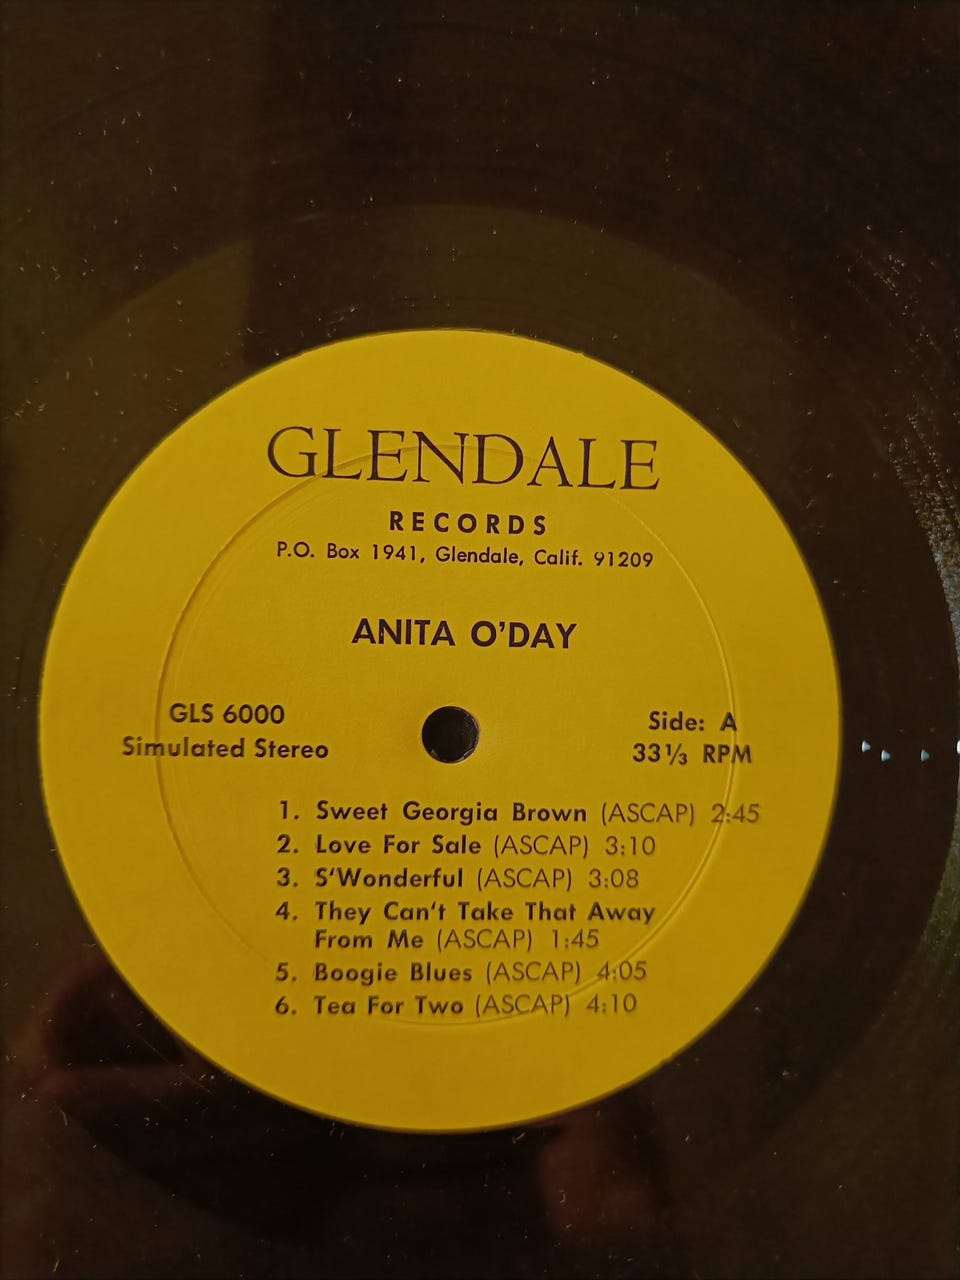 GLENDALE
RECORDS
P.O. Box 1941, Glendale, Calif. 91209
ANITA O'DAY
GLS 6000
Simulated Stereo
Side: A
33⅓ RPM
1. Sweet Georgia Brown (ASCAP) 2:45
2. Love For Sale (ASCAP) 3:10
3. S'Wonderful (ASCAP) 3:08
4. They Can't Take That Away
From Me (ASCAP) 1:45
5. Boogie Blues (ASCAP) 4:05
6. Tea For Two (ASCAP) 4:10